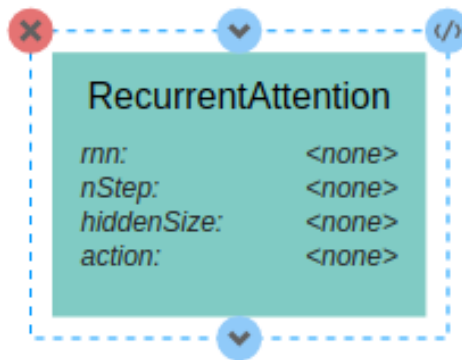 RecurrentAttention
rnn: <none>
nStep: <none>
hiddenSize: <none>
action: <none>